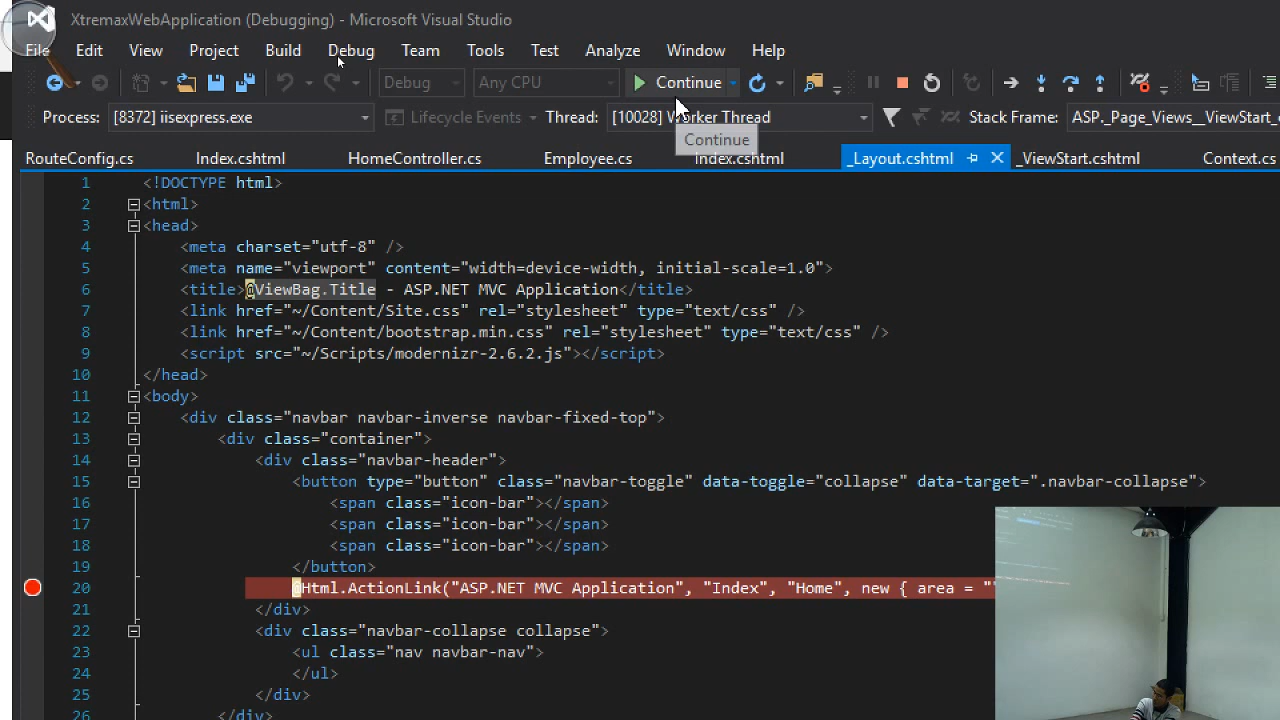 XtremaxWebApplication (Debugging) - Microsoft Visual Studio
File Edit View Project Build Debug Team Tools Test Analyze Window Help
Debug Any CPU Continue
Process: [8372] iisexpress.exe Lifecycle Events Thread: [10028] Worker Thread Stack Frame: ASP._Page_Views__ViewStart_
Continue
RouteConfig.cs Index.cshtml HomeController.cs Employee.cs Index.cshtml _Layout.cshtml _ViewStart.cshtml Context.cs
1 <!DOCTYPE html>
2 <html>
3 <head>
4 <meta charset="utf-8" />
5 <meta name="viewport" content="width=device-width, initial-scale=1.0">
6 <title>@ViewBag.Title - ASP.NET MVC Application</title>
7 <link href="~/Content/Site.css" rel="stylesheet" type="text/css" />
8 <link href="~/Content/bootstrap.min.css" rel="stylesheet" type="text/css" />
9 <script src="~/Scripts/modernizr-2.6.2.js"></script>
10 </head>
11 <body>
12 <div class="navbar navbar-inverse navbar-fixed-top">
13 <div class="container">
14 <div class="navbar-header">
15 <button type="button" class="navbar-toggle" data-toggle="collapse" data-target=".navbar-collapse">
16 <span class="icon-bar"></span>
17 <span class="icon-bar"></span>
18 <span class="icon-bar"></span>
19 </button>
20 @Html.ActionLink("ASP.NET MVC Application", "Index", "Home", new { area = "
21 </div>
22 <div class="navbar-collapse collapse">
23 <ul class="nav navbar-nav">
24 </ul>
25 </div>
26 </div>